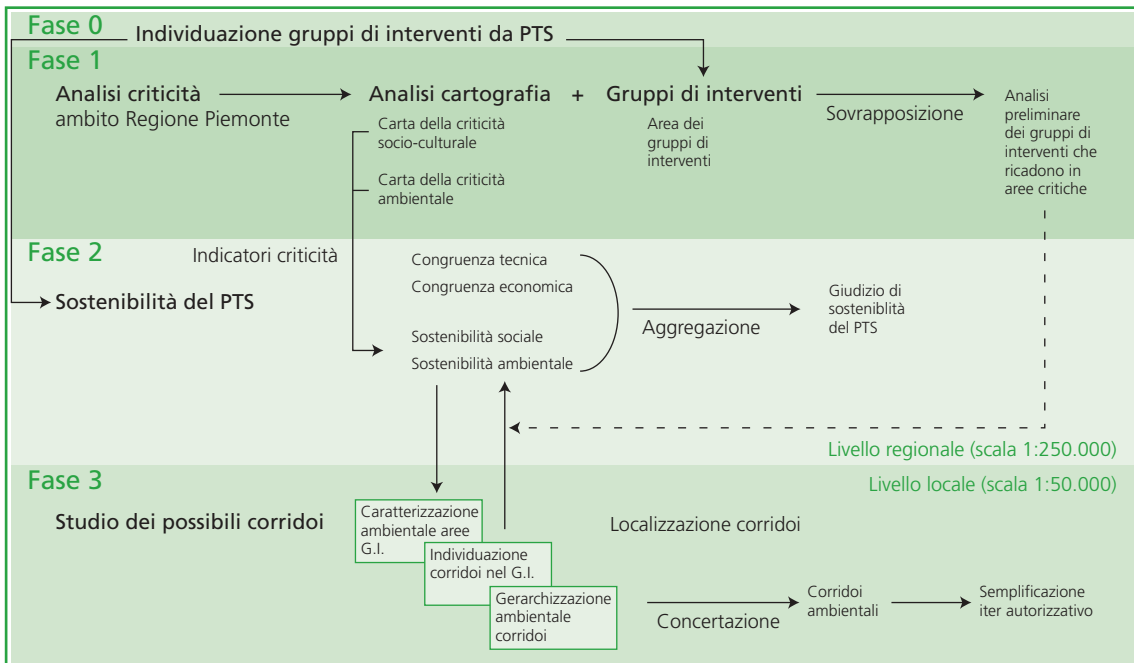 Fase 0
Individuazione gruppi di interventi da PTS
Fase 1
Analisi criticità
ambito Regione Piemonte
Analisi cartografia + Gruppi di interventi
Carta della criticità
socio-culturale
Carta della criticità
ambientale
Area dei
gruppi di
interventi
Sovrapposizione
Analisi
preliminare
dei gruppi di
interventi che
ricadono in
aree critiche
Fase 2
Indicatori criticità
Sostenibilità del PTS
Congruenza tecnica
Congruenza economica
Sostenibilità sociale
Sostenibilità ambientale
Aggregazione
Giudizio di
sosteniblità
del PTS
Livello regionale (scala 1:250.000)
Fase 3
Livello locale (scala 1:50.000)
Studio dei possibili corridoi
Caratterizzazione
ambientale aree
G.I.
Individuazione
corridoi nel G.I.
Gerarchizzazione
ambientale
corridoi
Localizzazione corridoi
Concertazione
Corridoi
ambientali
Semplificazione
iter autorizzativo